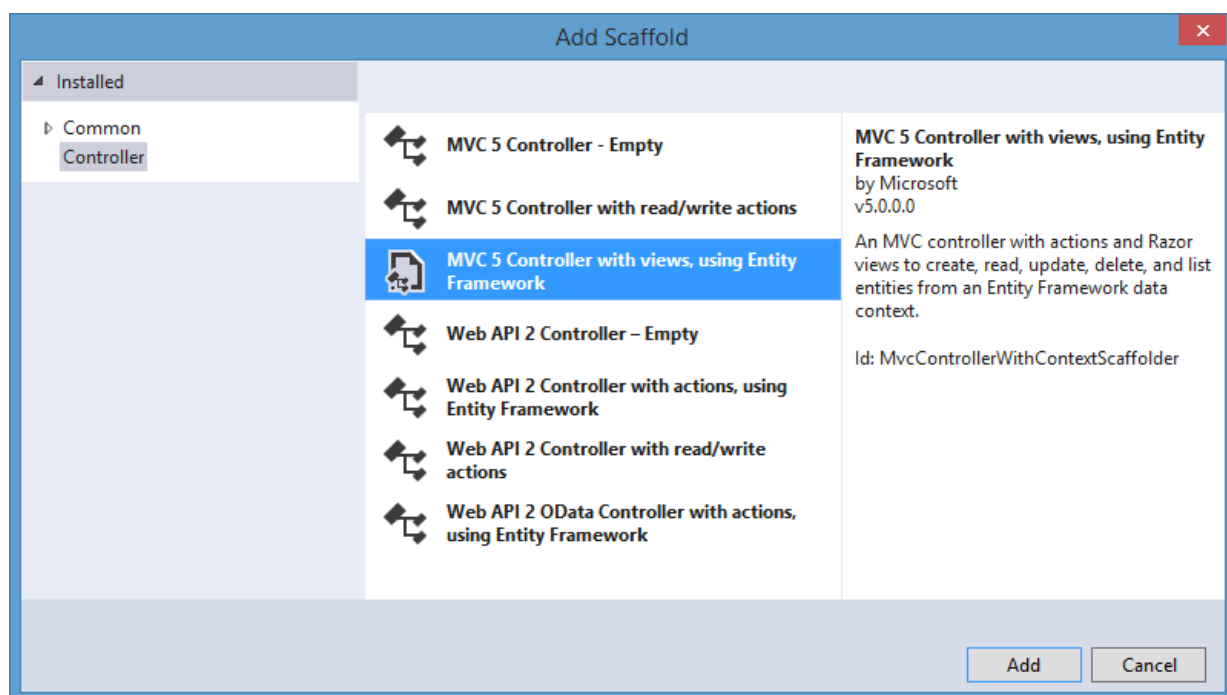 Add Scaffold
Installed
Common
Controller
MVC 5 Controller - Empty
MVC 5 Controller with read/write actions
MVC 5 Controller with views, using Entity
Framework
Web API 2 Controller – Empty
Web API 2 Controller with actions, using
Entity Framework
Web API 2 Controller with read/write
actions
Web API 2 OData Controller with actions,
using Entity Framework
MVC 5 Controller with views, using Entity
Framework
by Microsoft
v5.0.0.0
An MVC controller with actions and Razor
views to create, read, update, delete, and list
entities from an Entity Framework data
context.
Id: MvcControllerWithContextScaffolder
Add
Cancel